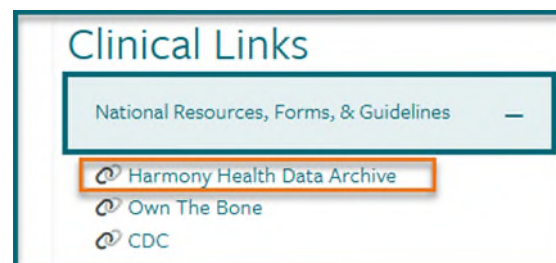 Clinical Links
National Resources, Forms, & Guidelines –
Harmony Health Data Archive
Own The Bone
CDC